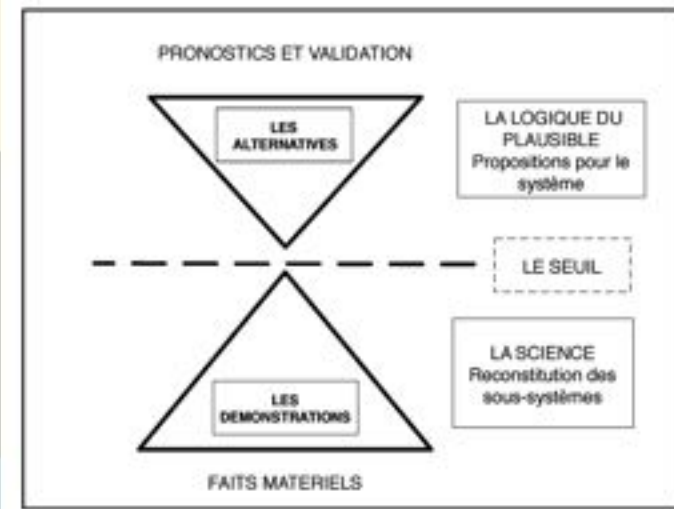 PRONOSTICS ET VALIDATION
LES
ALTERNATIVES
LA LOGIQUE DU
PLAUSIBLE
Propositions pour le
système
LE SEUIL
LA SCIENCE
Reconstitution des
sous-systèmes
LES
DEMONSTRATIONS
FAITS MATERIELS